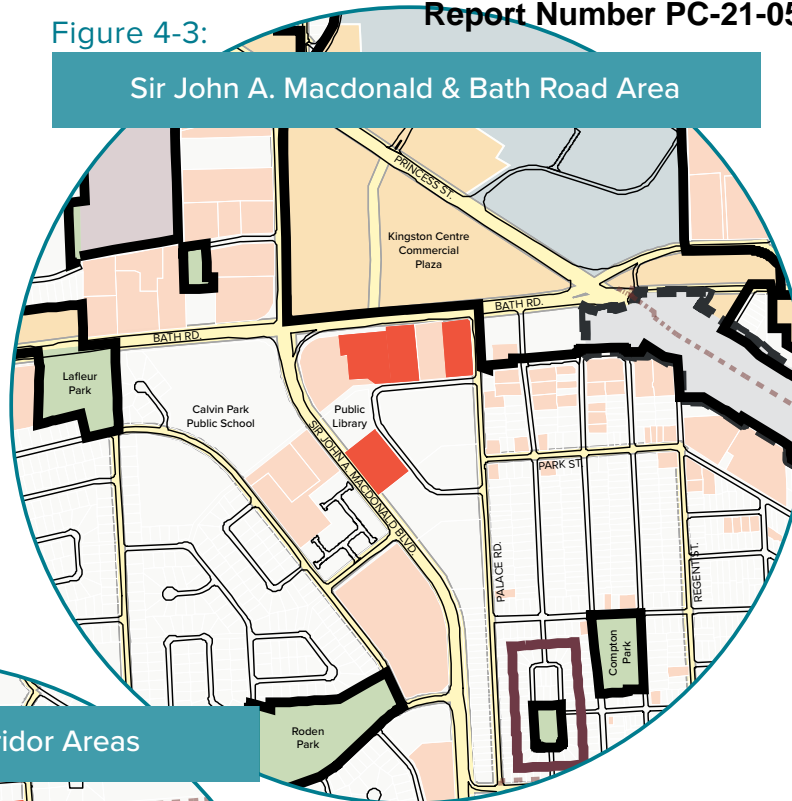 Report Number PC-21-05
Figure 4-3:
Sir John A. Macdonald & Bath Road Area
PRINCESS ST.
Kingston Centre
Commercial
Plaza
BATH RD.
BATH RD.
Lafleur
Park
Calvin Park
Public School
Public
Library
SIR JOHN A. MACDONALD BLVD.
PARK ST.
PALACE RD.
REGENT ST.
Compton
Park
Roden
Park
idor Areas